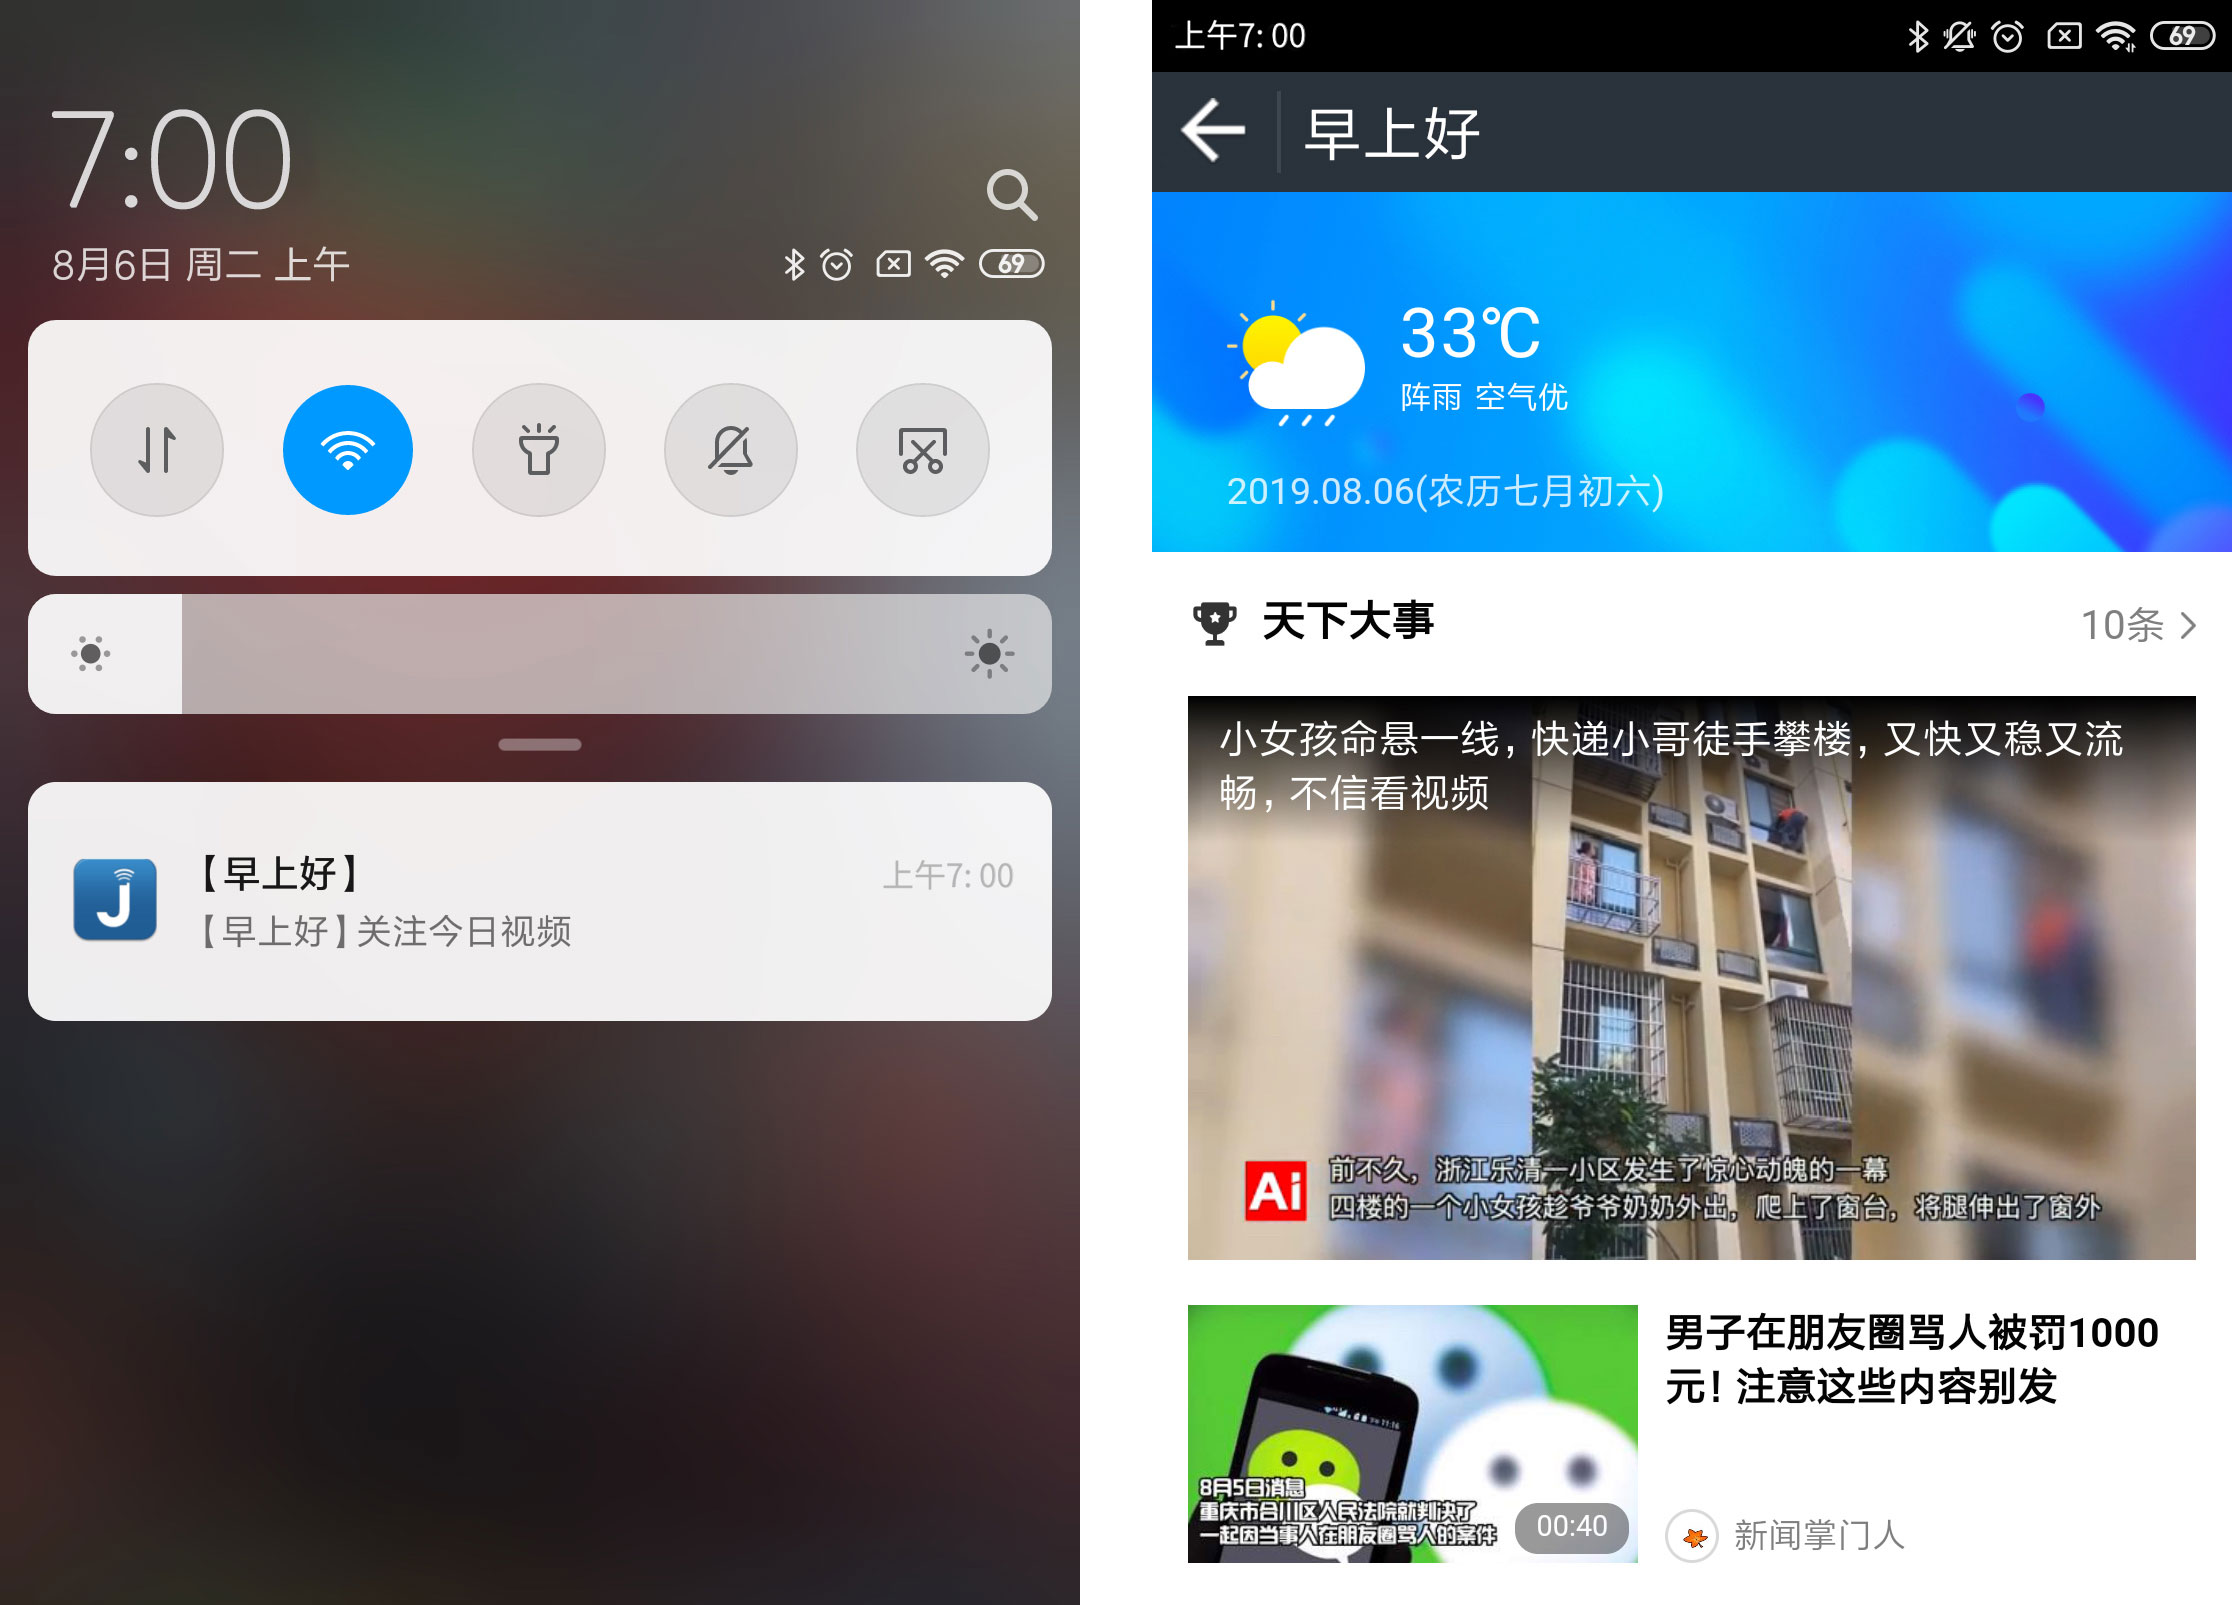 7:00
8月6日 周二 上午
69
【早上好】
上午7: 00
【早上好】关注今日视频
J
上午7: 00
69
早上好
33℃
阵雨 空气优
2019.08.06(农历七月初六)
天下大事
10条
小女孩命悬一线，快递小哥徒手攀楼，又快又稳又流
畅，不信看视频
Ai
前不久，浙江乐清一小区发生了惊心动魄的一幕
四楼的一个小女孩趁爷爷奶奶外出，爬上了窗台，将腿伸出了窗外
男子在朋友圈骂人被罚1000
元！注意这些内容别发
8月5日消息
重庆市合川区人民法院就判决了
一起因当事人在朋友圈骂人的案件
00:40
新闻掌门人